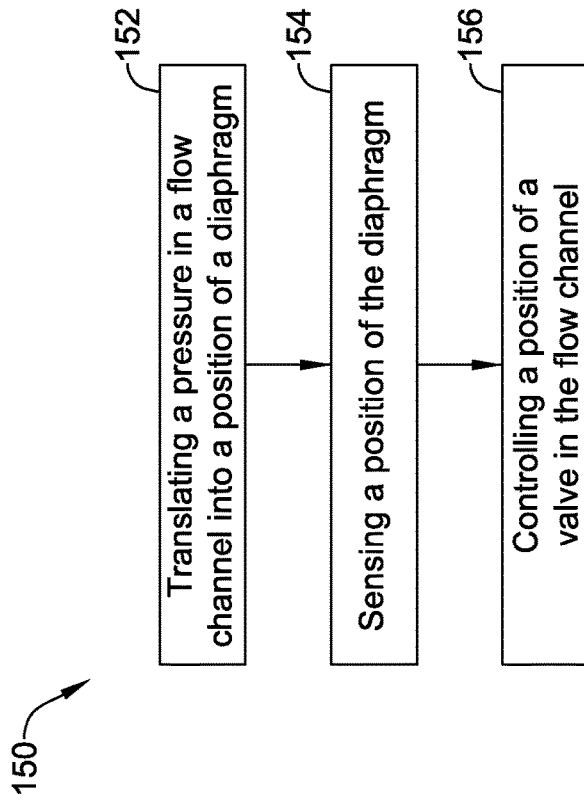 150
152
Translating a pressure in a flow
channel into a position of a diaphragm
154
Sensing a position of the diaphragm
156
Controlling a position of a
valve in the flow channel